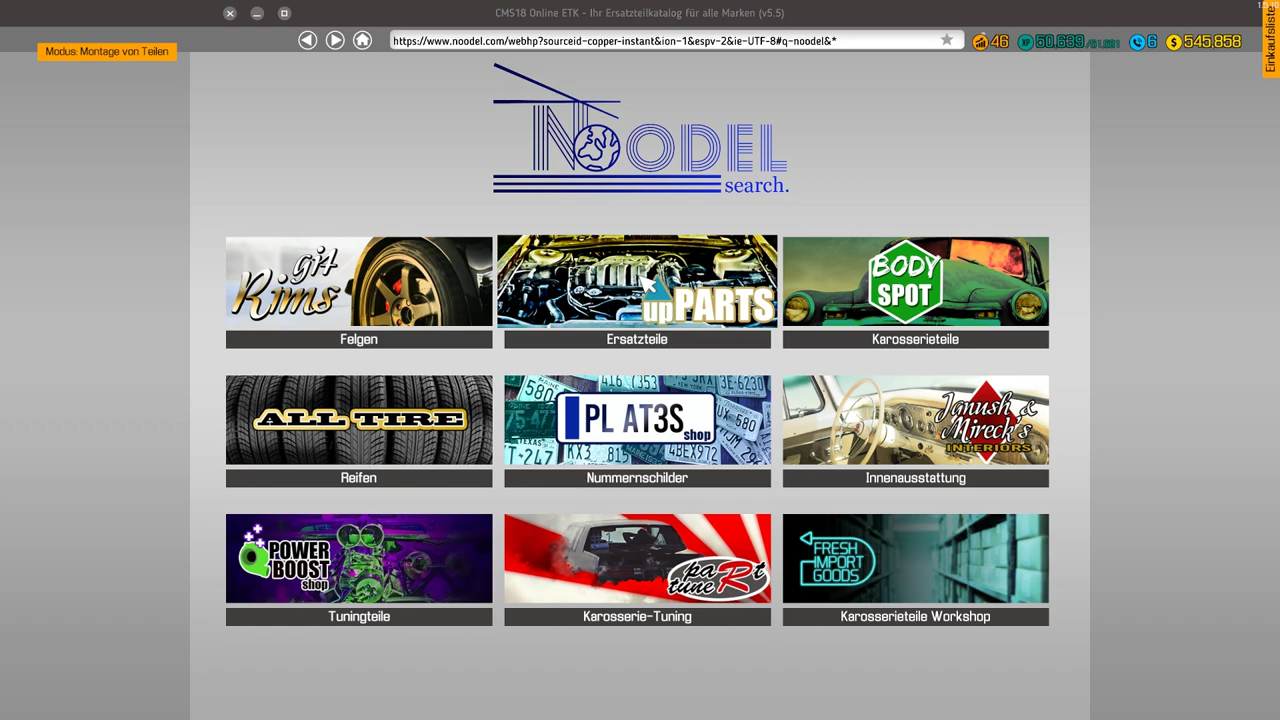 CMS18 Online ETK - Ihr Ersatzteilkatalog für alle Marken (v5.5)
Modus: Montage von Teilen
https://www.noodel.com/webhp?sourceid-copper-instant&ion-1&espv-2&ie-UTF-8#q-noodel&*
46
XP 50,639
6
$ 545,858
Einkaufsliste
NOODEL
search.
git Rims
upPARTS
BODY SPOT
Felgen
Ersatzteile
Karosserieteile
ALL TIRE
PL AT3S
shop
Janush & Mireck's
INTERIORS
Reifen
Nummernschilder
Innenausstattung
POWER BOOST
shop
paRt tune
FRESH IMPORT GOODS
Tuningteile
Karosserie-Tuning
Karosserieteile Workshop